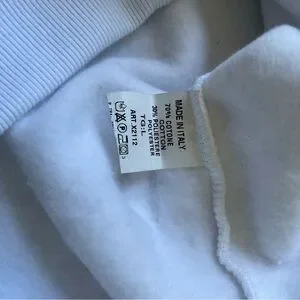 MADE IN ITALY
70% COTONE
COTTON
30% POLIESTERE
POLYESTER
TG:L
ART. X2112